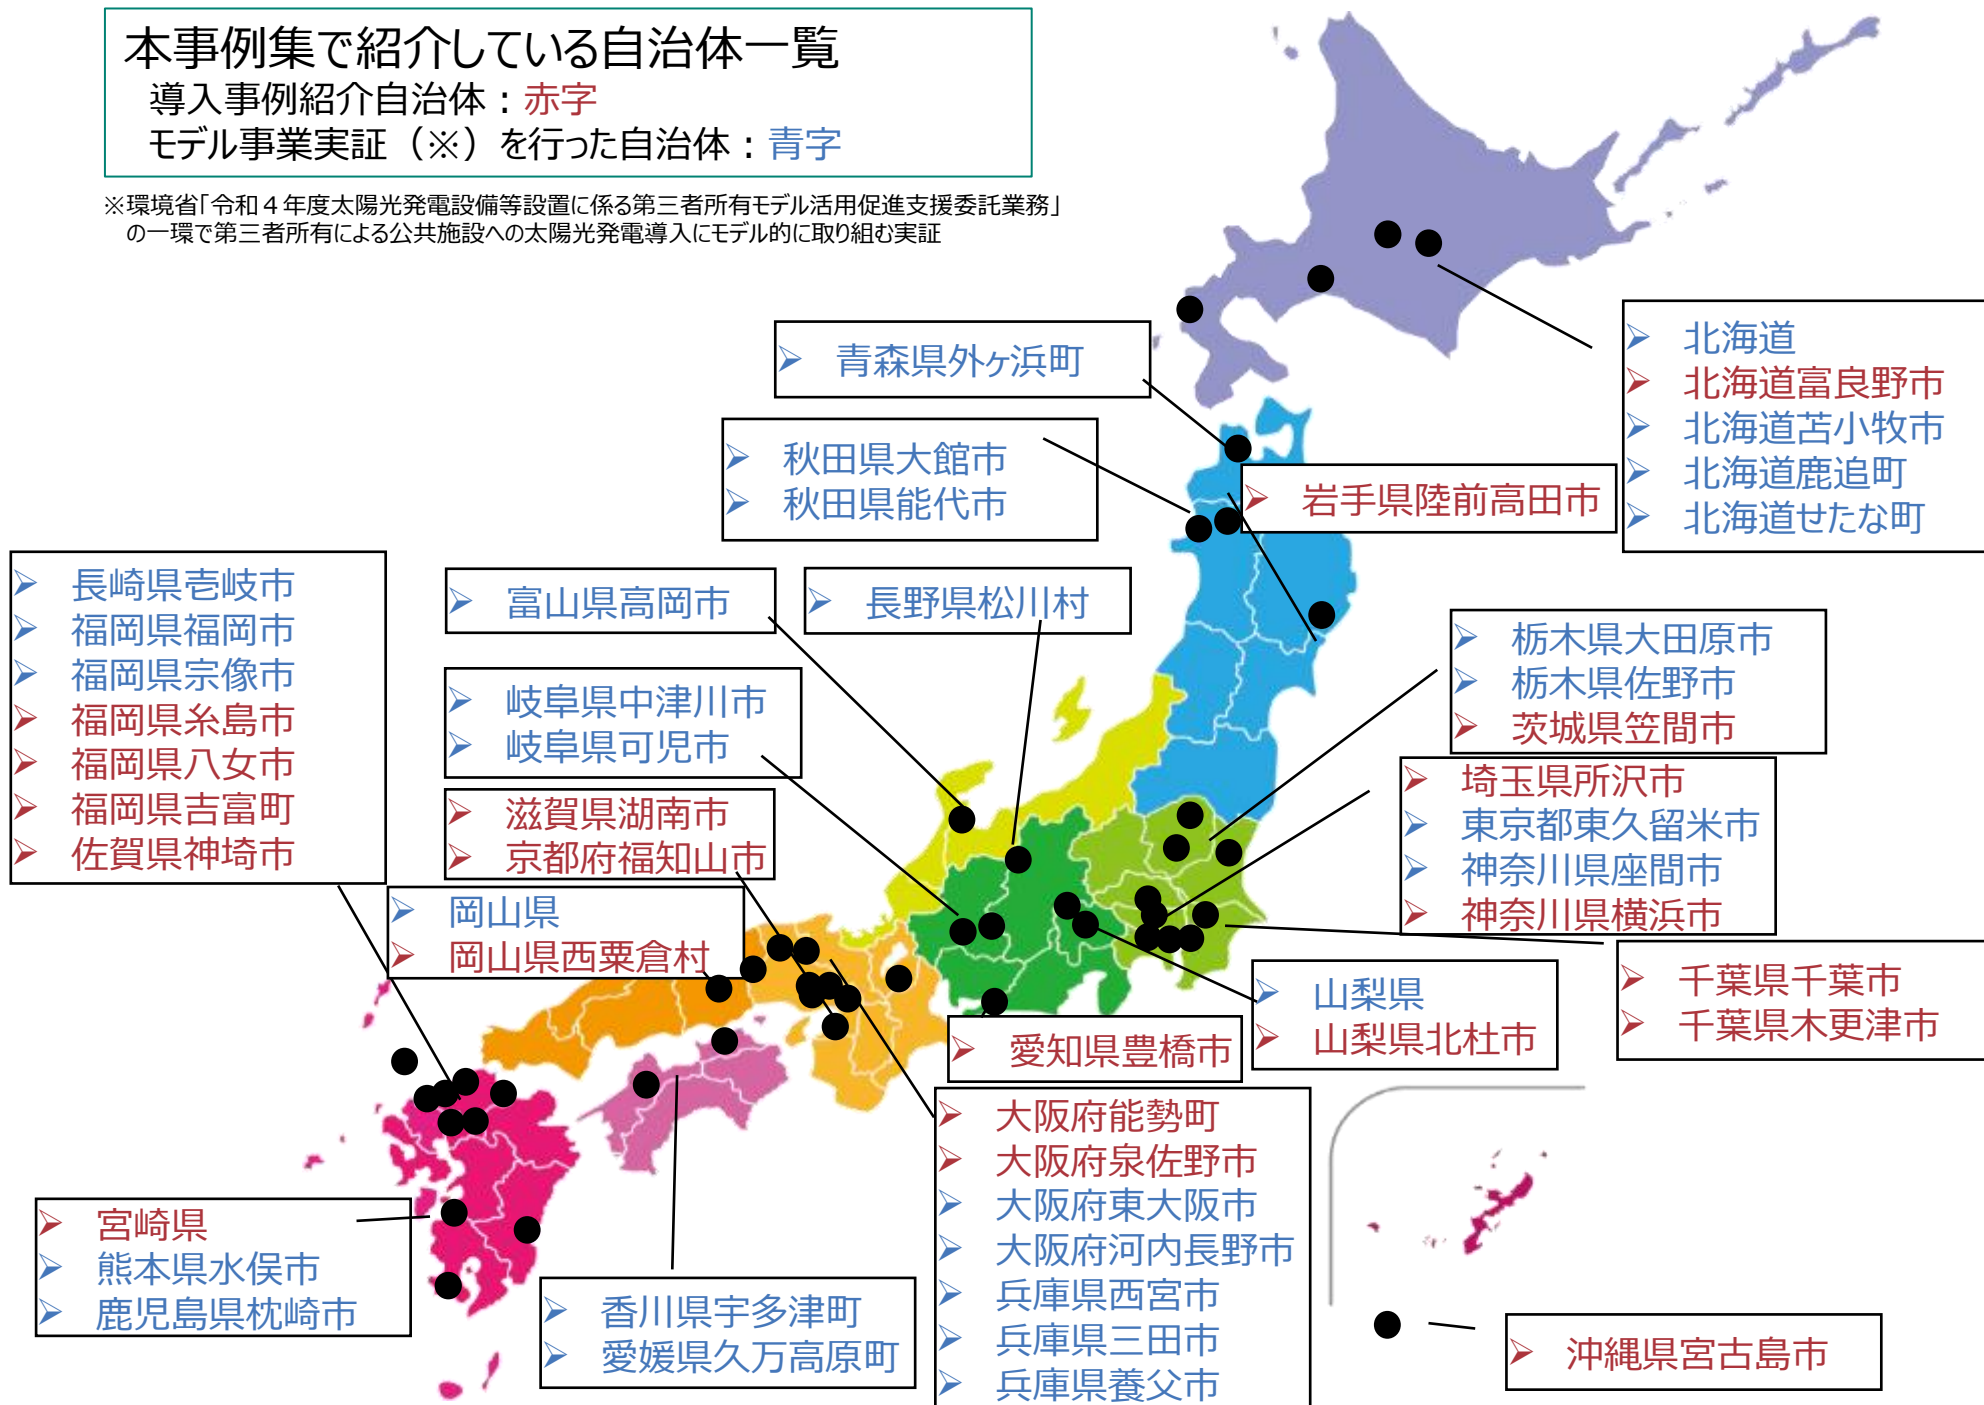 本事例集で紹介している自治体一覧
導入事例紹介自治体：赤字
モデル事業実証（※）を行った自治体：青字
※環境省「令和４年度太陽光発電設備等設置に係る第三者所有モデル活用促進支援委託業務」
の一環で第三者所有による公共施設への太陽光発電導入にモデル的に取り組む実証
北海道
北海道富良野市
北海道苫小牧市
北海道鹿追町
北海道せたな町
青森県外ヶ浜町
秋田県大館市
秋田県能代市
岩手県陸前高田市
長崎県壱岐市
福岡県福岡市
福岡県宗像市
福岡県糸島市
福岡県八女市
福岡県吉富町
佐賀県神埼市
富山県高岡市
長野県松川村
岐阜県中津川市
岐阜県可児市
滋賀県湖南市
京都府福知山市
岡山県
岡山県西粟倉村
栃木県大田原市
栃木県佐野市
茨城県笠間市
埼玉県所沢市
東京都東久留米市
神奈川県座間市
神奈川県横浜市
千葉県千葉市
千葉県木更津市
山梨県
山梨県北杜市
愛知県豊橋市
大阪府能勢町
大阪府泉佐野市
大阪府東大阪市
大阪府河内長野市
兵庫県西宮市
兵庫県三田市
兵庫県養父市
宮崎県
熊本県水俣市
鹿児島県枕崎市
香川県宇多津町
愛媛県久万高原町
沖縄県宮古島市